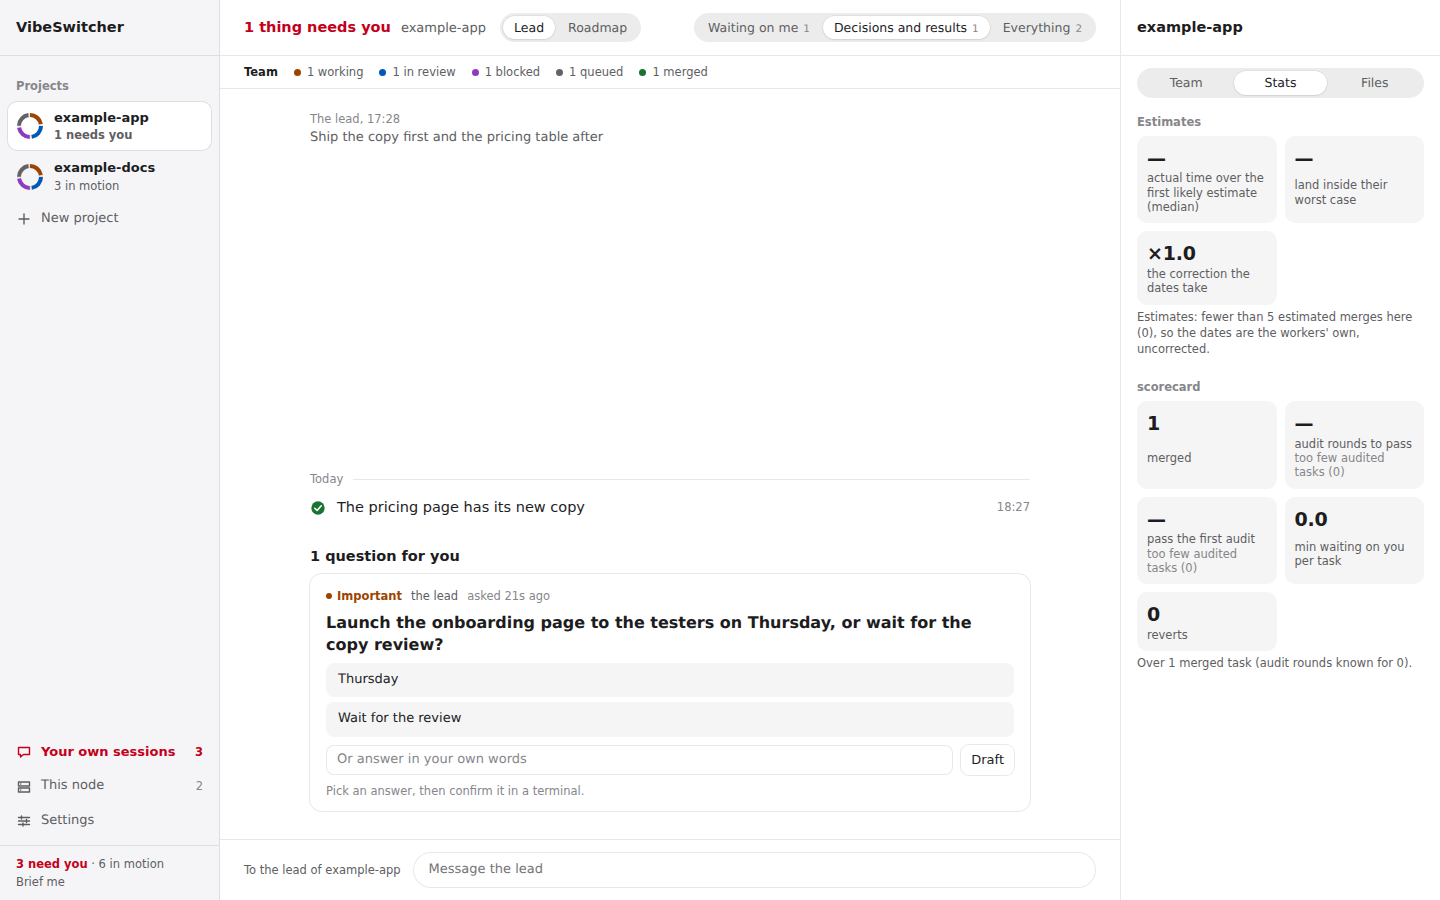 VibeSwitcher
Projects
example-app
1 needs you
example-docs
3 in motion
New project
Your own sessions 3
This node 2
Settings
3 need you · 6 in motion
Brief me
1 thing needs you example-app Lead Roadmap Waiting on me 1 Decisions and results 1 Everything 2
Team 1 working 1 in review 1 blocked 1 queued 1 merged
The lead, 17:28
Ship the copy first and the pricing table after
Today
The pricing page has its new copy 18:27
1 question for you
Important the lead asked 21s ago
Launch the onboarding page to the testers on Thursday, or wait for the
copy review?
Thursday
Wait for the review
Or answer in your own words Draft
Pick an answer, then confirm it in a terminal.
To the lead of example-app Message the lead
example-app
Team Stats Files
Estimates
—
actual time over the
first likely estimate
(median)
—
land inside their
worst case
×1.0
the correction the
dates take
Estimates: fewer than 5 estimated merges here
(0), so the dates are the workers' own,
uncorrected.
scorecard
1
merged
—
audit rounds to pass
too few audited
tasks (0)
—
pass the first audit
too few audited
tasks (0)
0.0
min waiting on you
per task
0
reverts
Over 1 merged task (audit rounds known for 0).